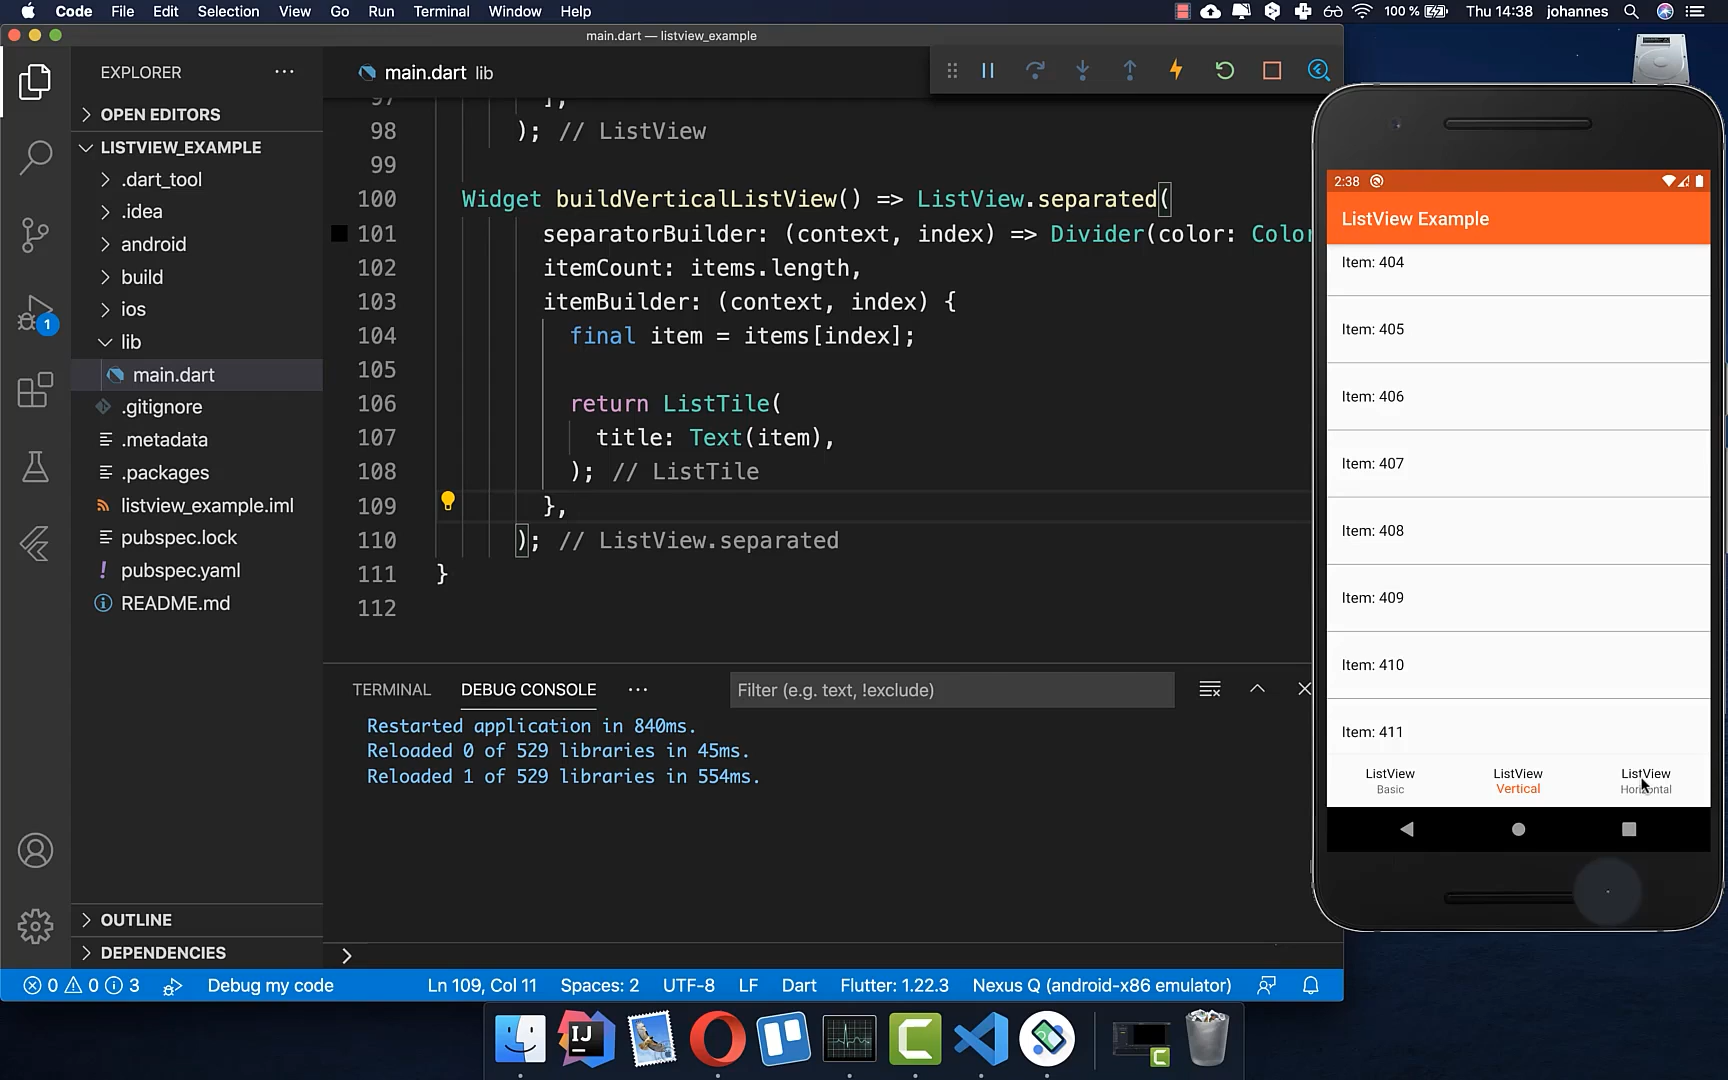 Code File Edit Selection View Go Run Terminal Window Help 100 % Thu 14:38 johannes
main.dart — listview_example
EXPLORER
OPEN EDITORS
LISTVIEW_EXAMPLE
.dart_tool
.idea
android
build
ios
lib
main.dart
.gitignore
.metadata
.packages
listview_example.iml
pubspec.lock
! pubspec.yaml
README.md
1
OUTLINE
DEPENDENCIES
main.dart lib
97 ],
98 ); // ListView
99
100 Widget buildVerticalListView() => ListView.separated(
101 separatorBuilder: (context, index) => Divider(color: Color
102 itemCount: items.length,
103 itemBuilder: (context, index) {
104 final item = items[index];
105
106 return ListTile(
107 title: Text(item),
108 ); // ListTile
109 },
110 ); // ListView.separated
111 }
112
TERMINAL DEBUG CONSOLE Filter (e.g. text, !exclude)
Restarted application in 840ms.
Reloaded 0 of 529 libraries in 45ms.
Reloaded 1 of 529 libraries in 554ms.
0 0 3 Debug my code Ln 109, Col 11 Spaces: 2 UTF-8 LF Dart Flutter: 1.22.3 Nexus Q (android-x86 emulator)
2:38
ListView Example
Item: 404
Item: 405
Item: 406
Item: 407
Item: 408
Item: 409
Item: 410
Item: 411
ListView ListView ListView
Basic Vertical Horizontal
IJ